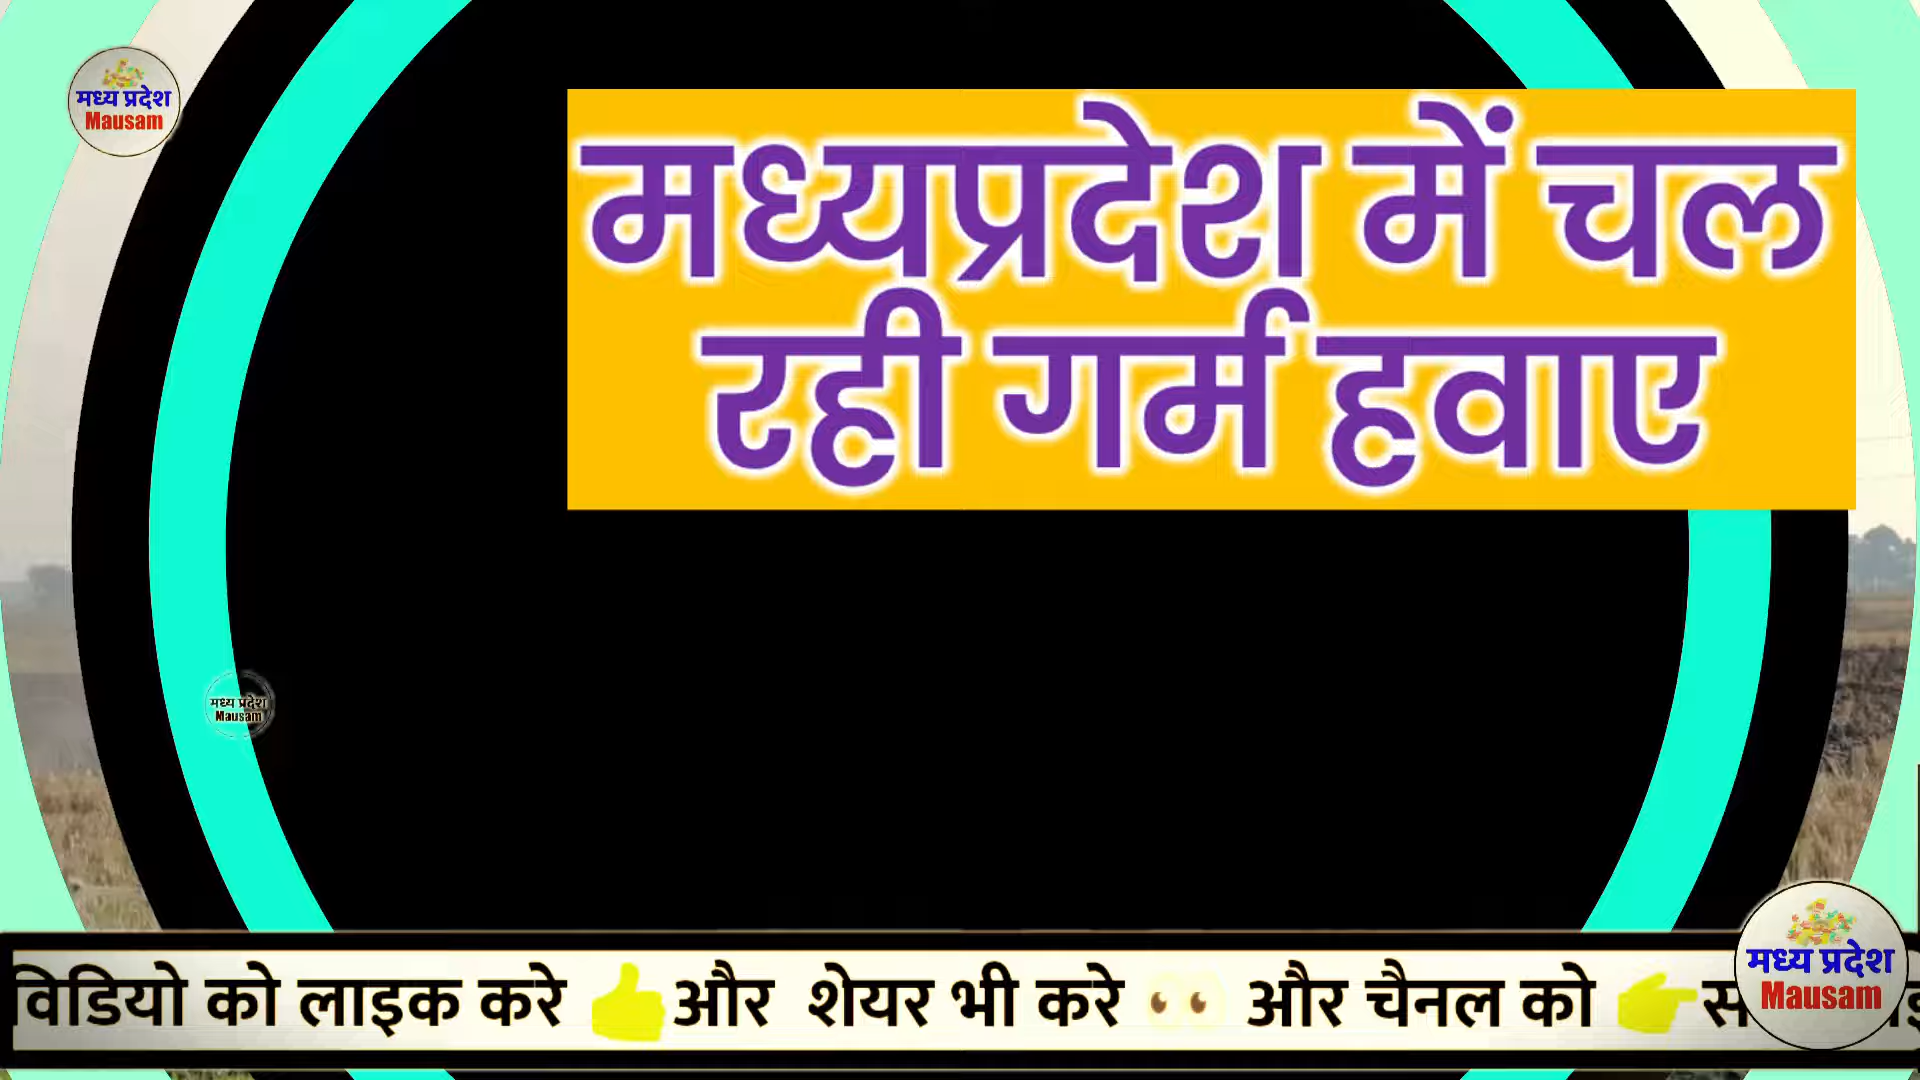 मध्य प्रदेश
Mausam
मध्यप्रदेश में चल
रही गर्म हवाए
मध्य प्रदेश
Mausam
विडियो को लाइक करे 👍और शेयर भी करे 👀 और चैनल को 👉
मध्य प्रदेश
Mausam